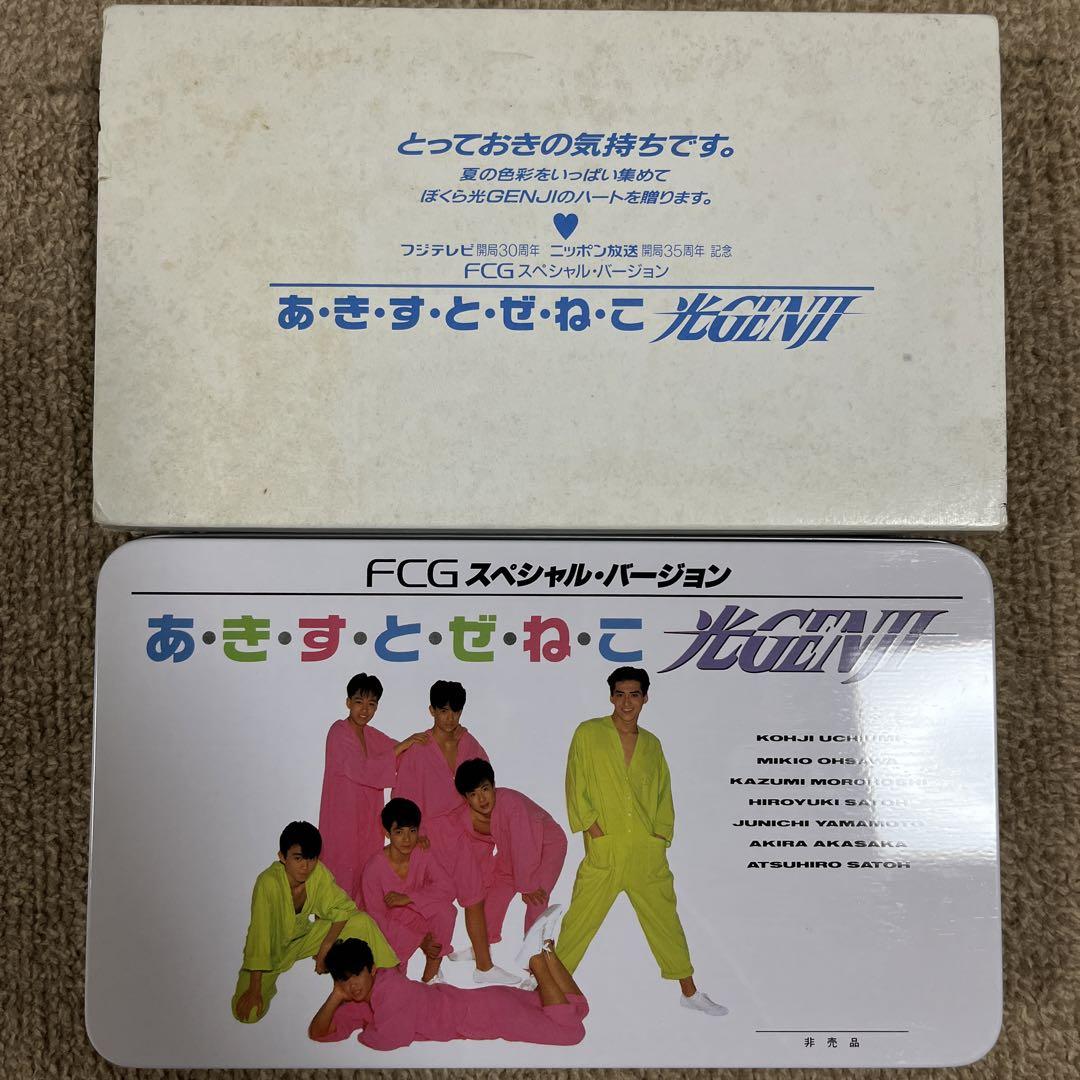 とっておきの気持ちです。
夏の色彩をいっぱい集めて
ぼくら光GENJIのハートを贈ります。
フジテレビ開局30周年 ニッポン放送開局35周年 記念
FCGスペシャル・バージョン
あ・き・す・と・ぜ・ね・こ 光GENJI
FCGスペシャル・バージョン
あ・き・す・と・ぜ・ね・こ 光GENJI
KOHJI UCHIUMI
MIKIO OHSAWA
KAZUMI MOROHOSHI
HIROYUKI SATOH
JUNICHI YAMAMOTO
AKIRA AKASAKA
ATSUHIRO SATOH
非売品